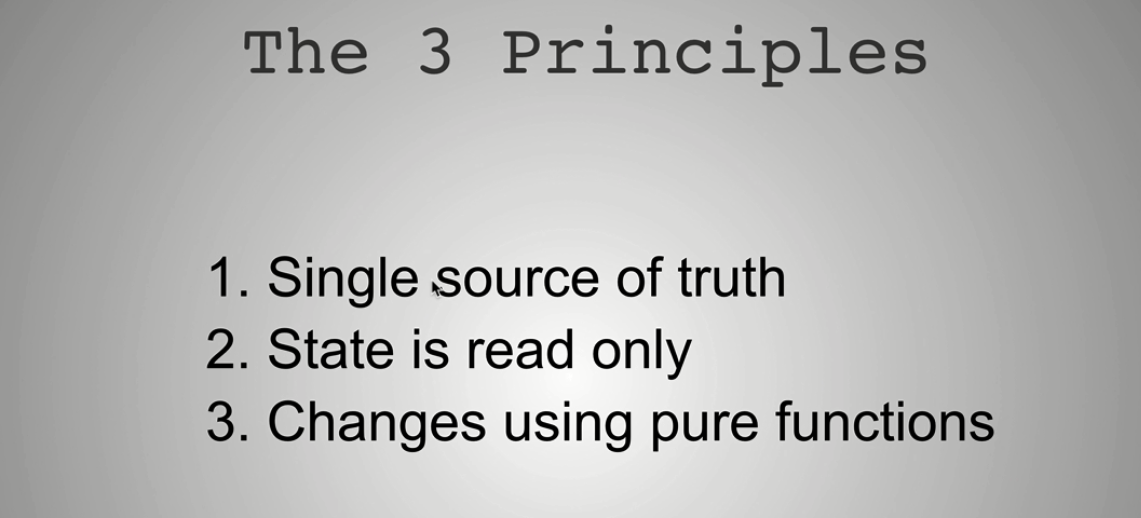 The 3 Principles
1. Single source of truth
2. State is read only
3. Changes using pure functions